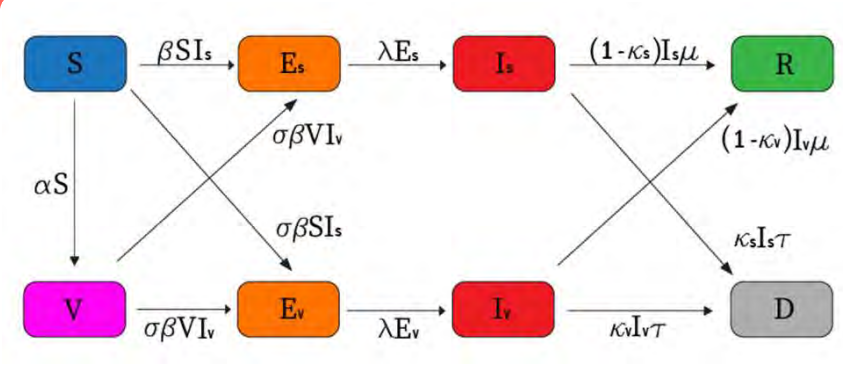 S
βSIs
Es
λEs
Is
(1-κs)Isμ
R
σβVIv
(1-κv)Ivμ
αS
σβSIs
κsIsτ
V
σβVIv
Ev
λEv
Iv
κvIvτ
D